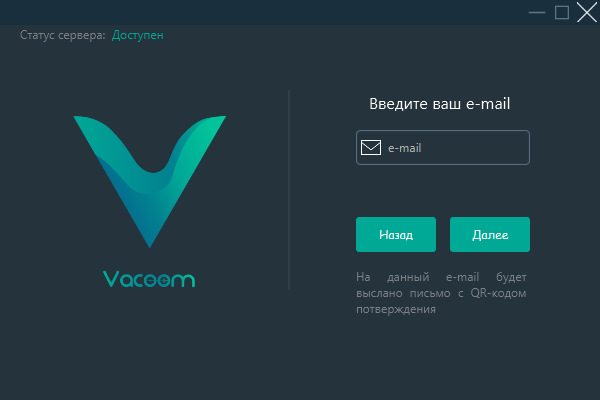 Статус сервера: Доступен
Введите ваш e-mail
e-mail
Назад
Далее
Vacoom
На данный e-mail будет
выслано письмо с QR-кодом
потверждения